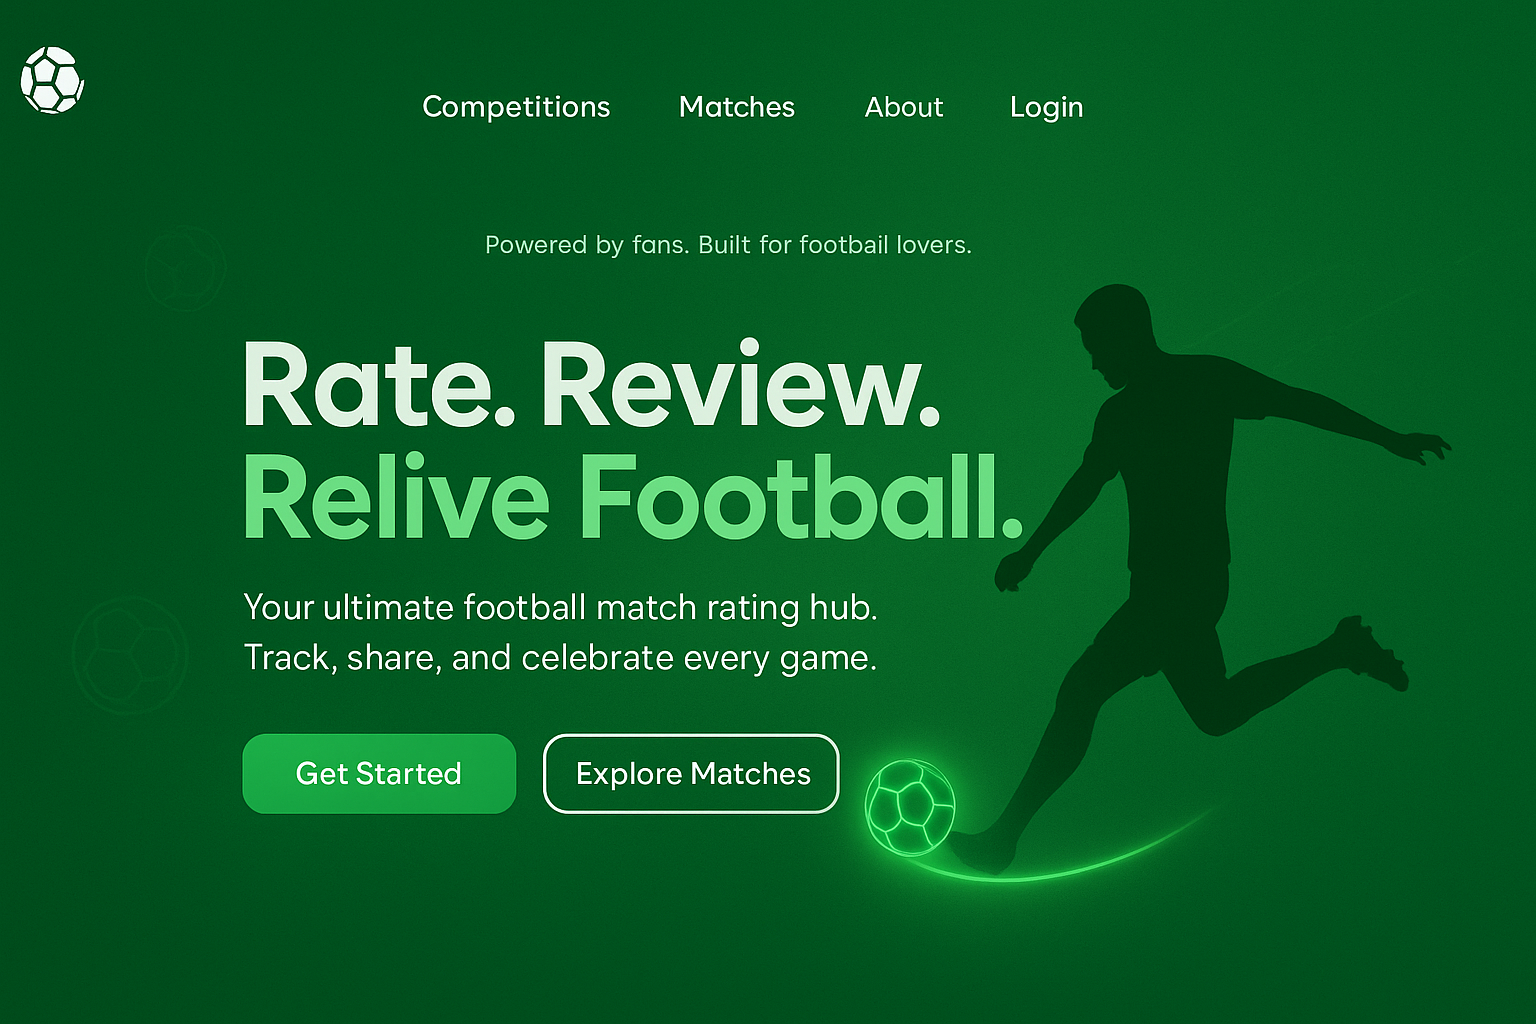 Competitions Matches About Login
Powered by fans. Built for footbail lovers.
Rate. Review.
Relive Football.
Your ultimate football match rating hub.
Track, share, and celebrate every game.
Get Started Explore Matches